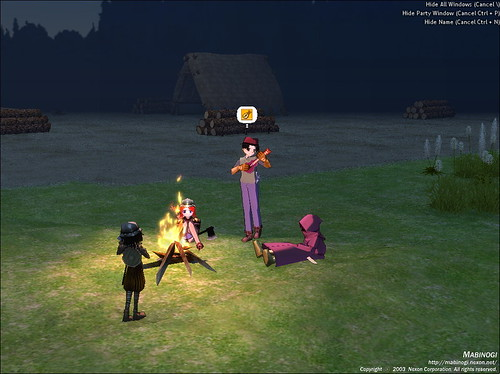 Hide All Windows (Cancel \)
Hide Party Window (Cancel Ctrl + P)
Hide Name (Cancel Ctrl + N)
MABINOGI
http://mabinogi.nexon.net/
Copyright 2003 Nexon Corporation. All rights reserved.